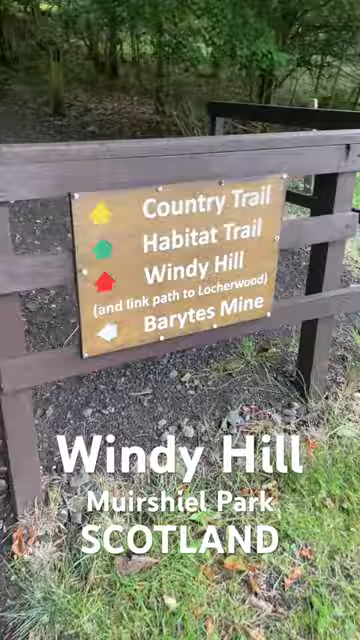 Country Trail
Habitat Trail
Windy Hill
(and link path to Locherwood)
Barytes Mine
Windy Hill
Muirshiel Park
SCOTLAND